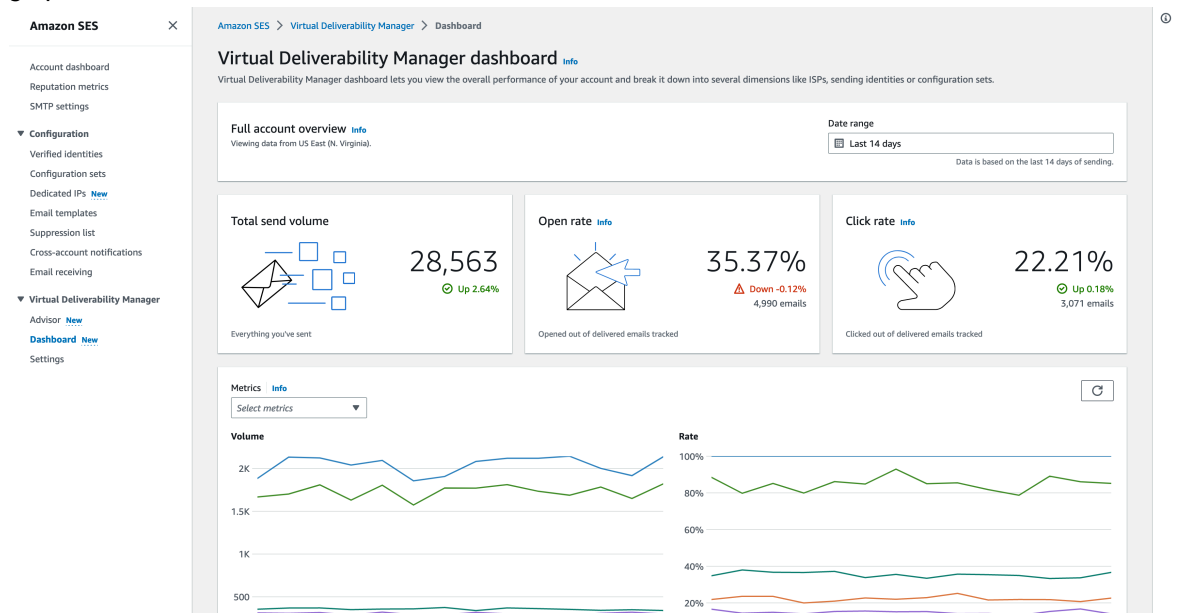 Amazon SES
Account dashboard
Reputation metrics
SMTP settings
Configuration
Verified identities
Configuration sets
Dedicated IPs New
Email templates
Suppression list
Cross-account notifications
Email receiving
Virtual Deliverability Manager
Advisor New
Dashboard New
Settings
Amazon SES > Virtual Deliverability Manager > Dashboard
Virtual Deliverability Manager dashboard Info
Virtual Deliverability Manager dashboard lets you view the overall performance of your account and break it down into several dimensions like ISPs, sending identities or configuration sets.
Full account overview Info
Viewing data from US East (N. Virginia).
Date range
Last 14 days
Data is based on the last 14 days of sending.
Total send volume
28,563
Up 2.64%
Everything you've sent
Open rate Info
35.37%
Down -0.12%
4,990 emails
Opened out of delivered emails tracked
Click rate Info
22.21%
Up 0.18%
3,071 emails
Clicked out of delivered emails tracked
Metrics Info
Select metrics
Volume
2K
1.5K
1K
500
Rate
100%
80%
60%
40%
20%